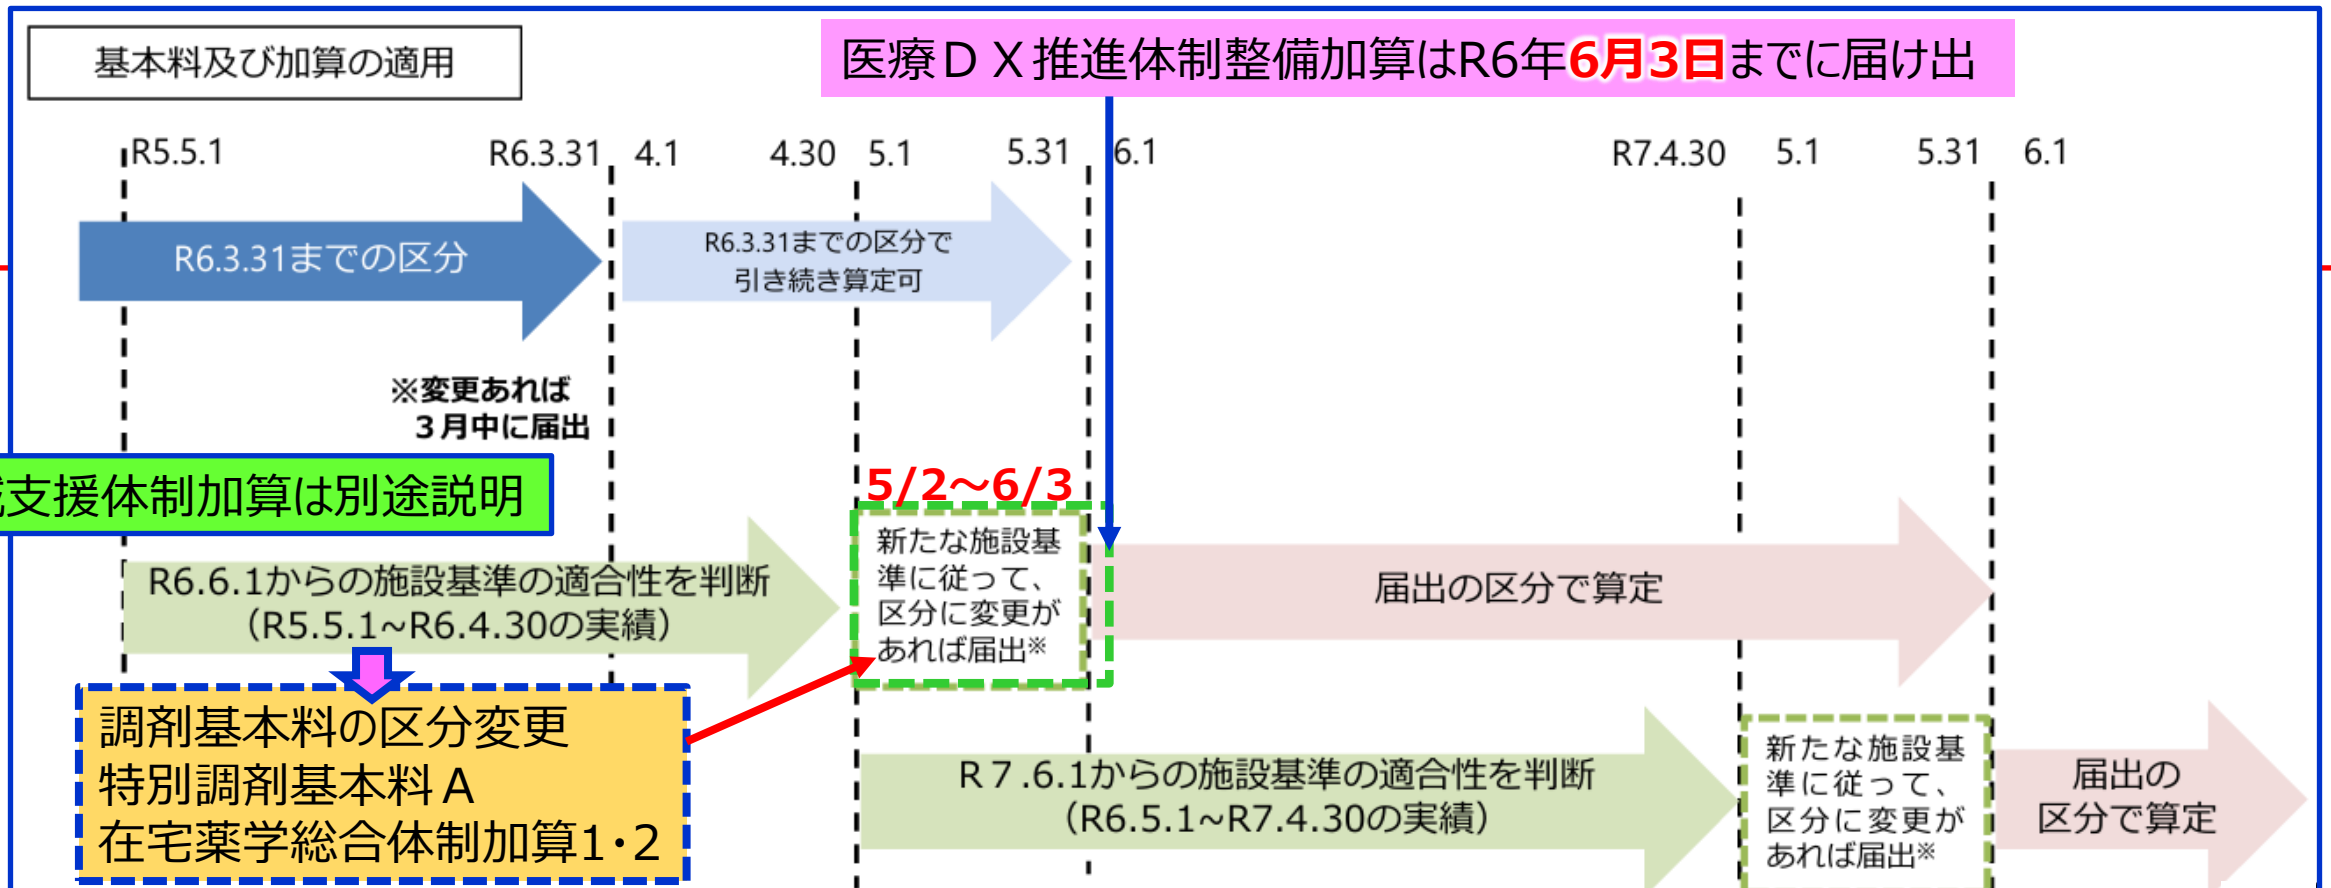 基本料及び加算の適用
医療ＤＸ推進体制整備加算はR6年6月3日までに届け出
R5.5.1 R6.3.31 4.1 4.30 5.1 5.31 6.1 R7.4.30 5.1 5.31 6.1
R6.3.31までの区分
R6.3.31までの区分で
引き続き算定可
※変更あれば
３月中に届出
支援体制加算は別途説明
5/2～6/3
R6.6.1からの施設基準の適合性を判断
（R5.5.1~R6.4.30の実績）
新たな施設基
準に従って、
区分に変更が
あれば届出※
届出の区分で算定
調剤基本料の区分変更
特別調剤基本料Ａ
在宅薬学総合体制加算1・2
Ｒ７.6.1からの施設基準の適合性を判断
（R6.5.1~R7.4.30の実績）
新たな施設基
準に従って、
区分に変更が
あれば届出※
届出の
区分で算定